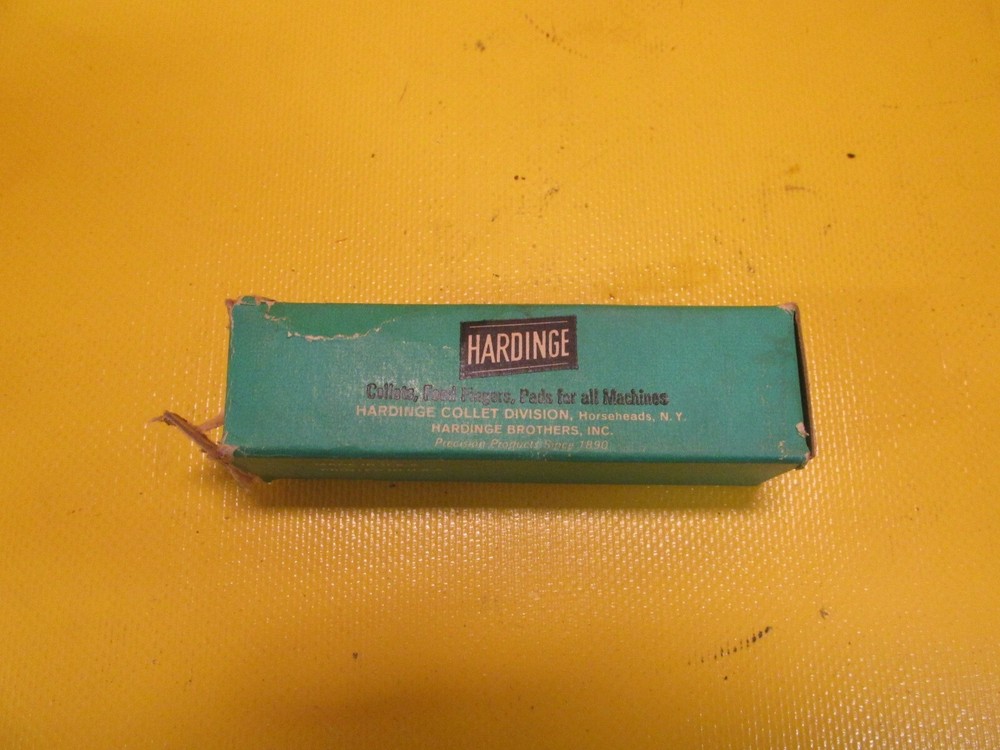 HARDINGE
Collets, Feed Fingers, Pads for all Machines
HARDINGE COLLET DIVISION, Horseheads, N.Y.
HARDINGE BROTHERS, INC.
Precision Products Since 1890